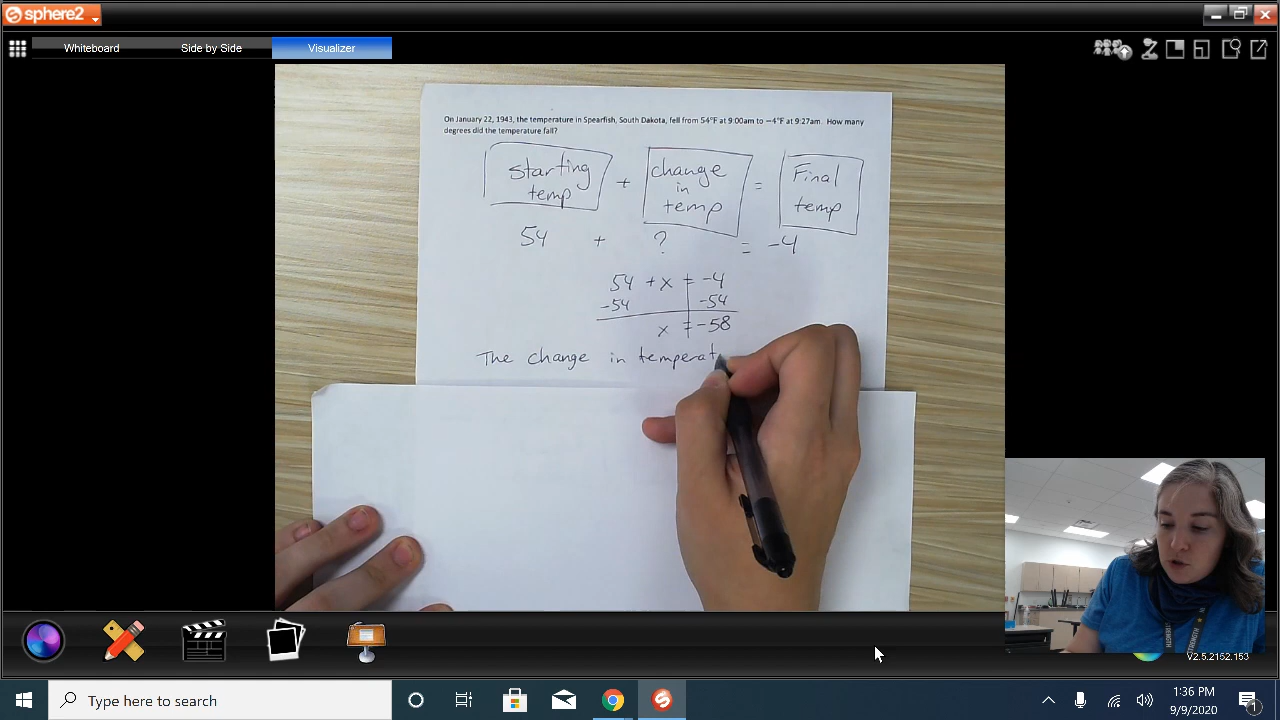 sphere2
Whiteboard Side by Side Visualizer
On January 22, 1943, the temperature in Spearfish, South Dakota, fell from 54°F at 9:00am to −4°F at 9:27am. How many
degrees did the temperature fall?
starting temp + change in temp = Final temp
54 + ? = -4
54 + x = -4
-54 -54
x = -58
The change in temperat
V2.5.2152.153
Type here to search
1:36 PM
9/9/2020
1